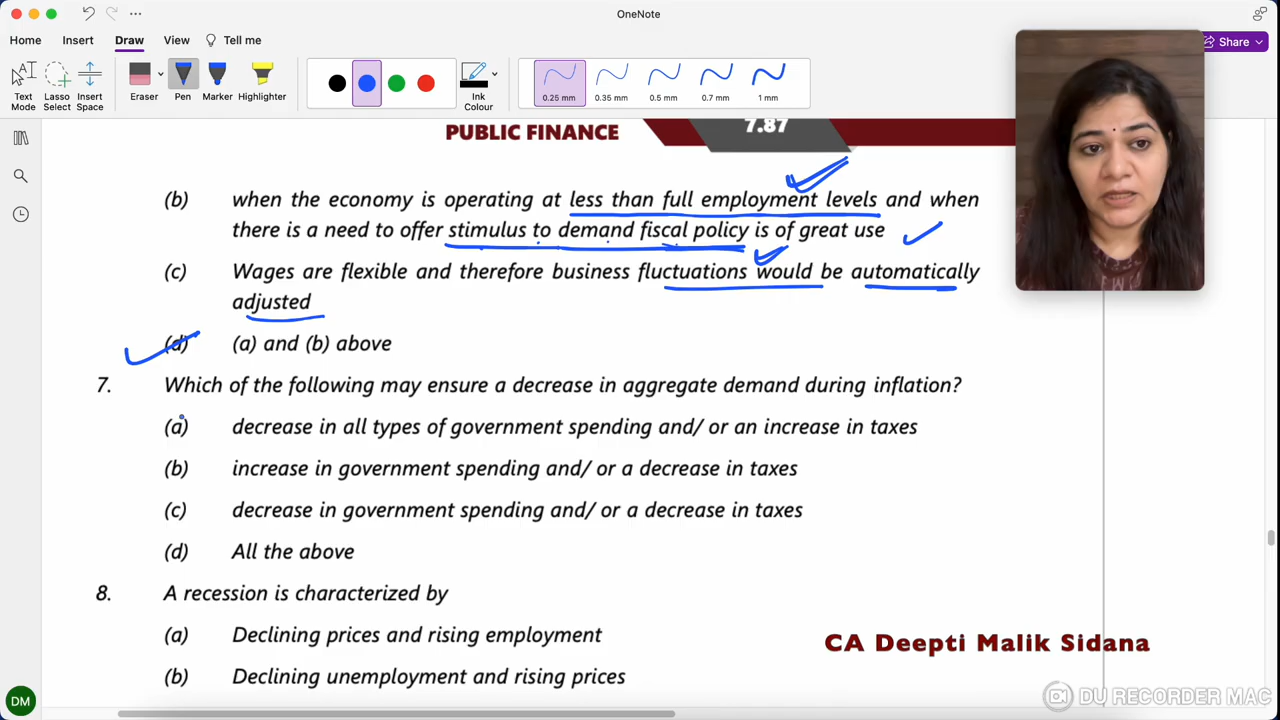 OneNote
Home Insert Draw View Tell me
Share
Text Mode
Lasso Select
Insert Space
Eraser
Pen
Marker
Highlighter
Ink Colour
0.25 mm
0.35 mm
0.5 mm
0.7 mm
1 mm
PUBLIC FINANCE 7.87
(b) when the economy is operating at less than full employment levels and when
there is a need to offer stimulus to demand fiscal policy is of great use
(c) Wages are flexible and therefore business fluctuations would be automatically
adjusted
(d) (a) and (b) above
7. Which of the following may ensure a decrease in aggregate demand during inflation?
(a) decrease in all types of government spending and/ or an increase in taxes
(b) increase in government spending and/ or a decrease in taxes
(c) decrease in government spending and/ or a decrease in taxes
(d) All the above
8. A recession is characterized by
(a) Declining prices and rising employment
CA Deepti Malik Sidana
(b) Declining unemployment and rising prices
DM
DU RECORDER MAC